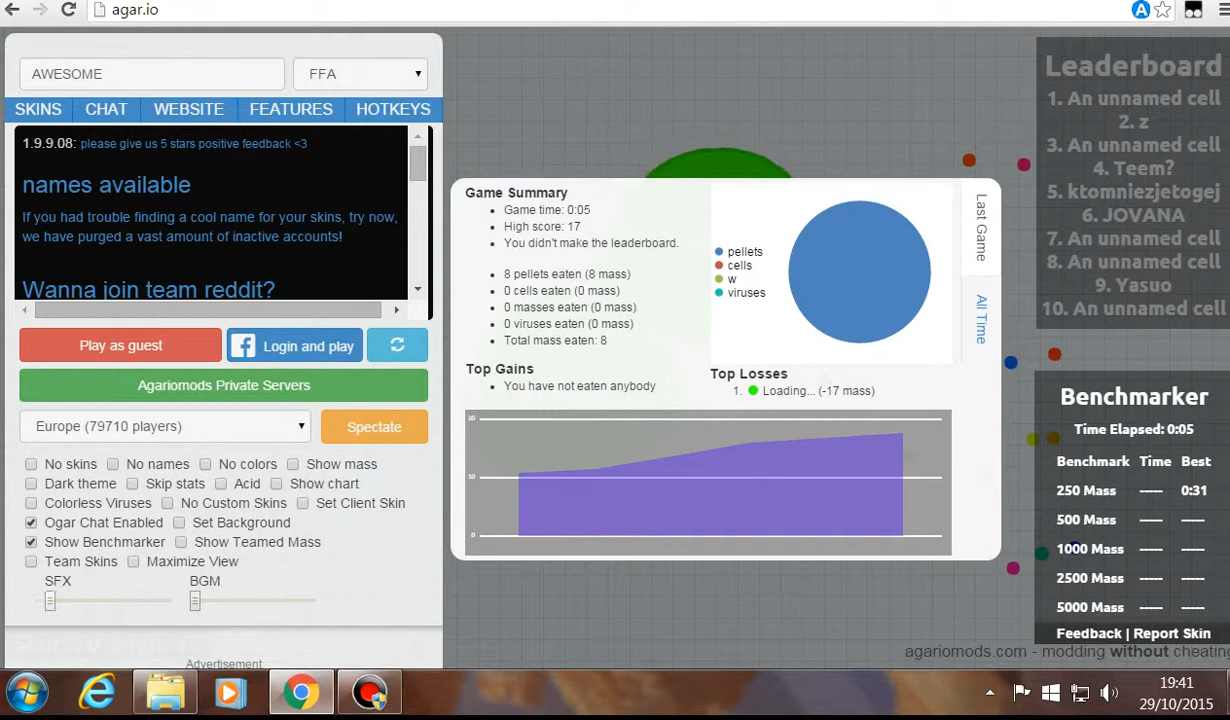 agar.io
AWESOME
FFA
SKINS CHAT WEBSITE FEATURES HOTKEYS
1.9.9.08: please give us 5 stars positive feedback <3
names available
If you had trouble finding a cool name for your skins, try now,
we have purged a vast amount of inactive accounts!
Wanna join team reddit?
Play as guest
Login and play
Agariomods Private Servers
Europe (79710 players)
Spectate
No skins No names No colors Show mass
Dark theme Skip stats Acid Show chart
Colorless Viruses No Custom Skins Set Client Skin
Ogar Chat Enabled Set Background
Show Benchmarker Show Teamed Mass
Team Skins Maximize View
SFX BGM
Advertisement
Game Summary
Game time: 0:05
High score: 17
You didn't make the leaderboard.
8 pellets eaten (8 mass)
0 cells eaten (0 mass)
0 masses eaten (0 mass)
0 viruses eaten (0 mass)
Total mass eaten: 8
pellets
cells
w
viruses
Last Game
All Time
Top Gains
You have not eaten anybody
Top Losses
1. Loading... (-17 mass)
20
10
0
Leaderboard
1. An unnamed cell
2. z
3. An unnamed cell
4. Teem?
5. ktomniezjetogej
6. JOVANA
7. An unnamed cell
8. An unnamed cell
9. Yasuo
10. An unnamed cell
Benchmarker
Time Elapsed: 0:05
Benchmark Time Best
250 Mass ----- 0:31
500 Mass ----- -----
1000 Mass ----- -----
2500 Mass ----- -----
5000 Mass ----- -----
Feedback | Report Skin
agariomods.com - modding without cheating
19:41
29/10/2015